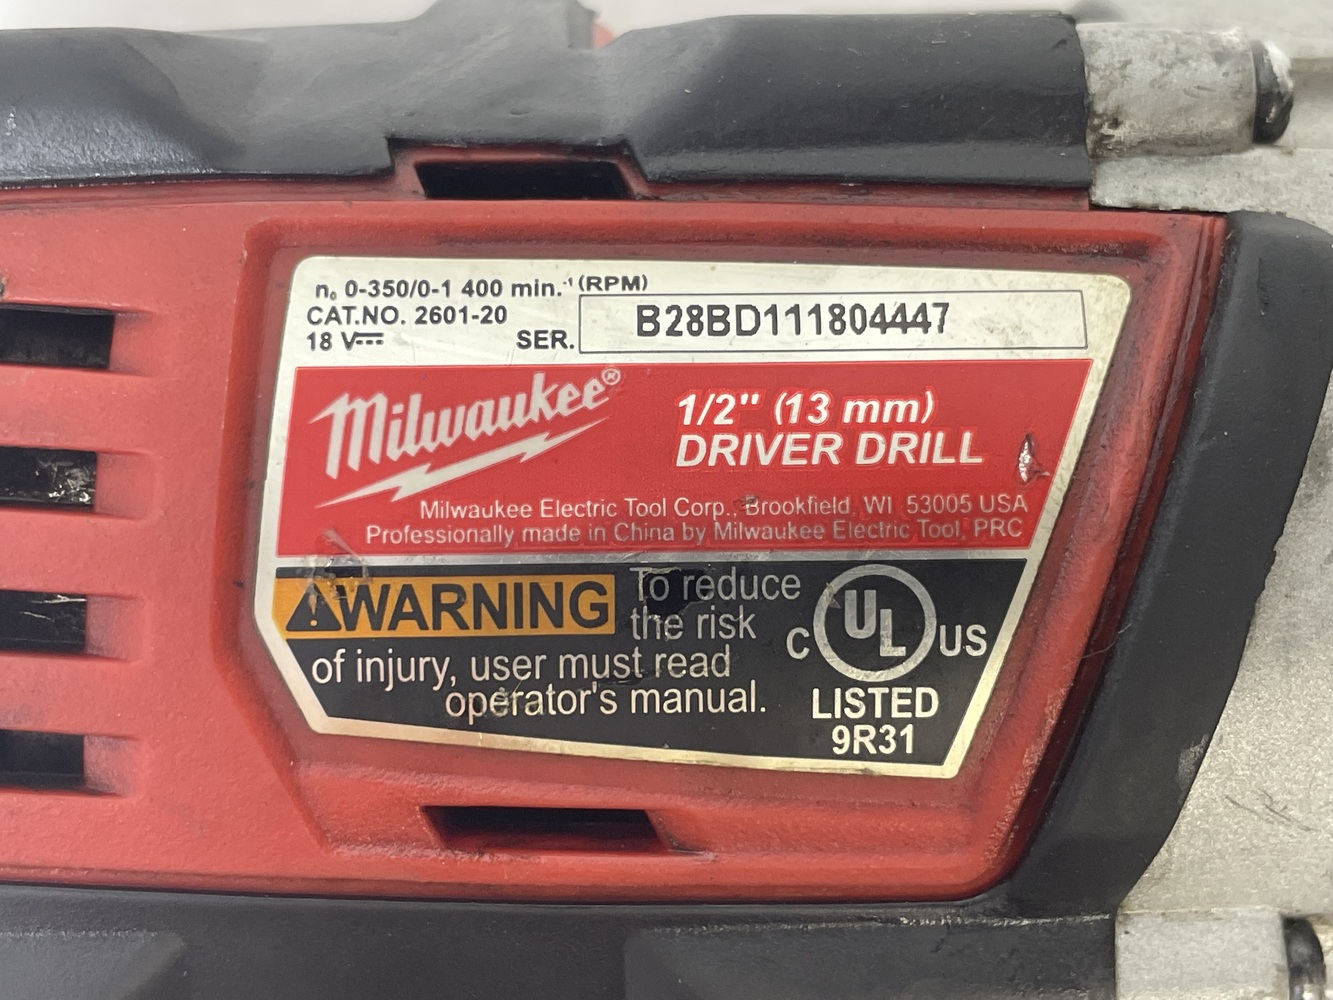 n₀ 0-350/0-1 400 min.⁻¹ (RPM)
CAT.NO. 2601-20
18 V⎓
SER. B28BD111804447
Milwaukee®
1/2" (13 mm)
DRIVER DRILL
Milwaukee Electric Tool Corp., Brookfield, WI 53005 USA
Professionally made in China by Milwaukee Electric Tool, PRC
⚠WARNING To reduce
the risk
of injury, user must read
operator's manual.
C UL US
LISTED
9R31